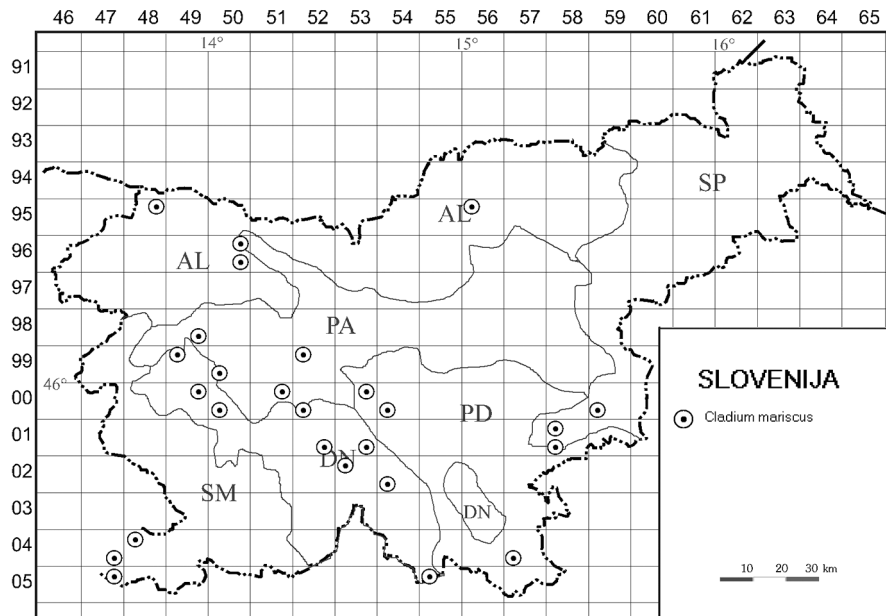 47 48 49 50 51 52 53 54 55 56 57 58 59 60 61 62 63 64 65
14° 15° 16°
91
92
93
94
SP
95
AL
96
AL
97
98
PA
99
46°
SLOVENIJA
00
Cladium mariscus
PD
01
DN
02
SM
03
DN
04
10 20 30 km
05